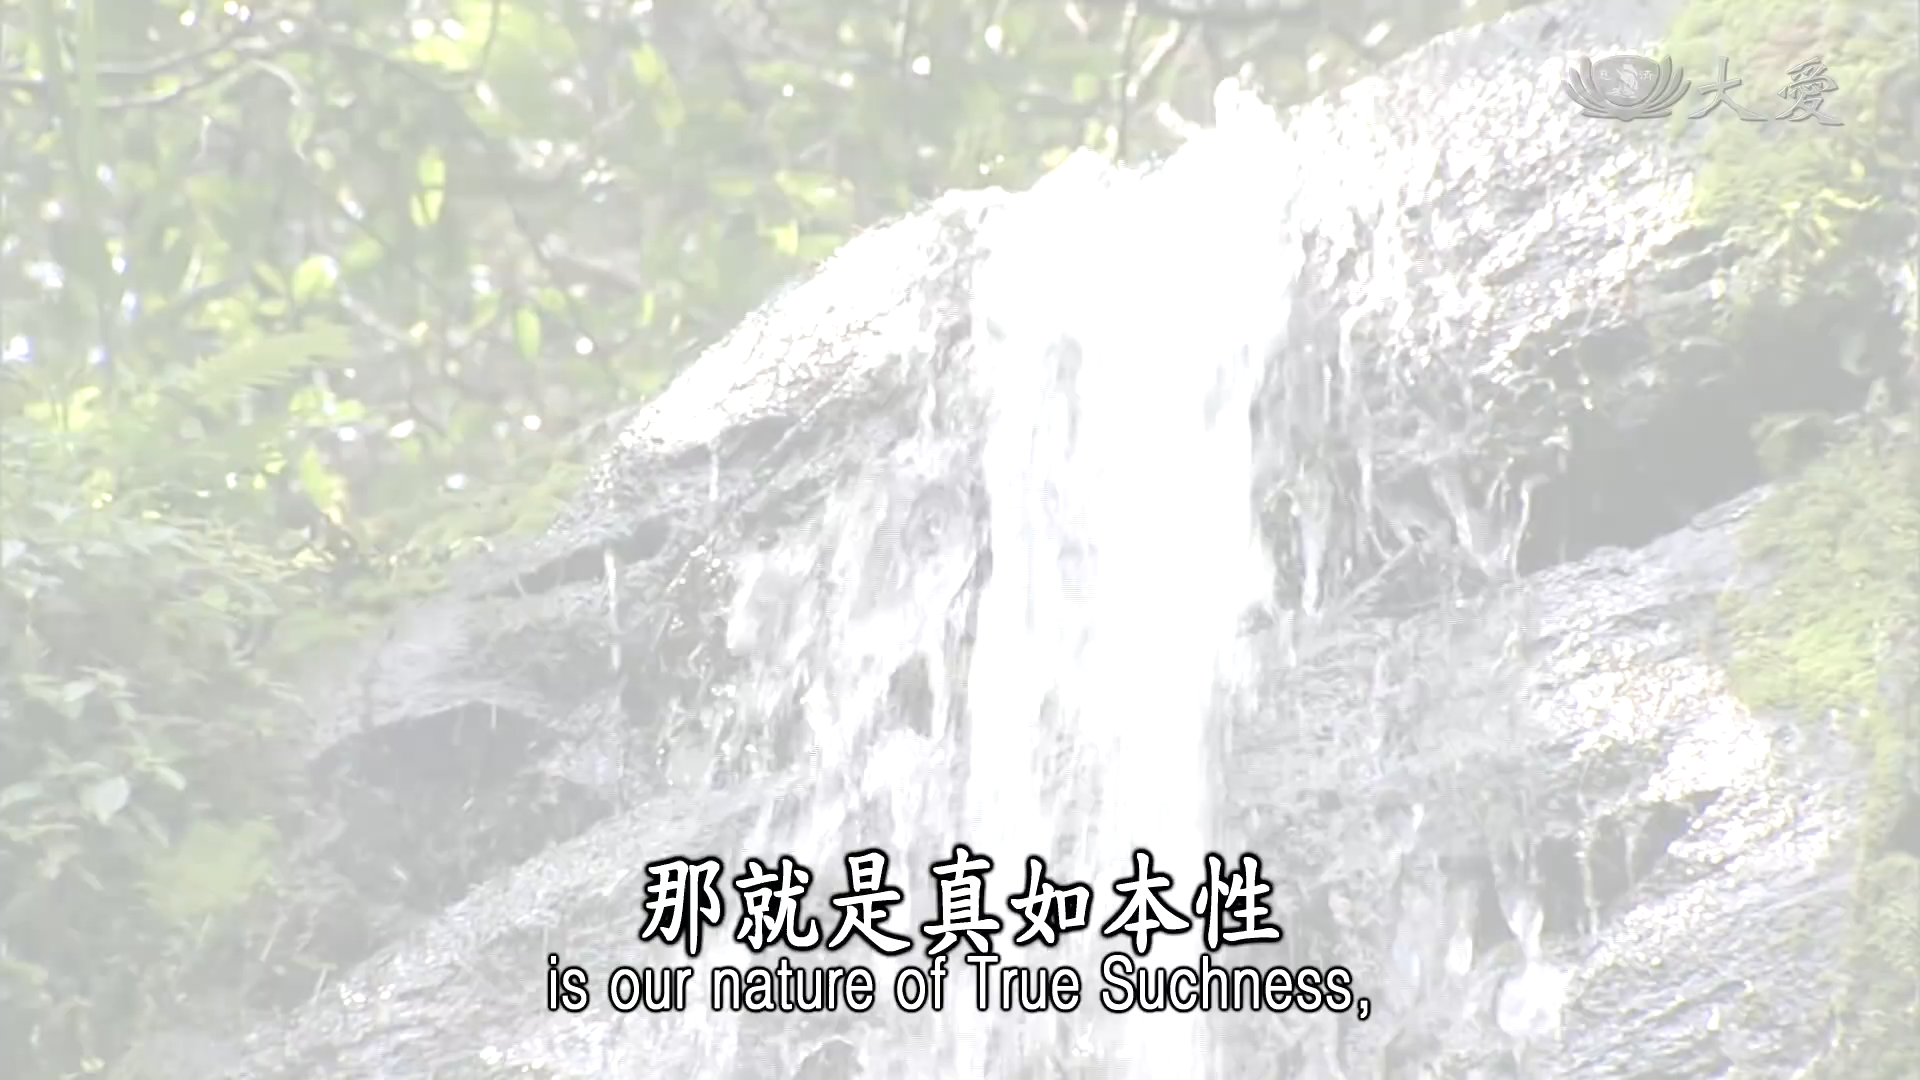 大愛
那就是真如本性
is our nature of True Suchness,